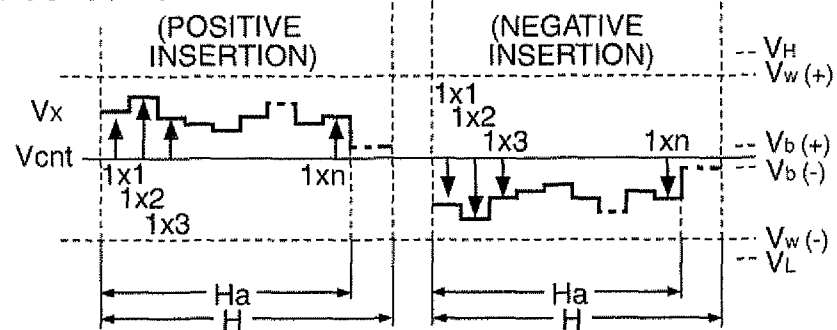 (POSITIVE
INSERTION)
(NEGATIVE
INSERTION)
VH
Vw (+)
Vx
Vcnt
1x1
1x2
1x3
1xn
1x1
1x2
1x3
1xn
Vb (+)
Vb (-)
Vw (-)
VL
Ha
H
Ha
H